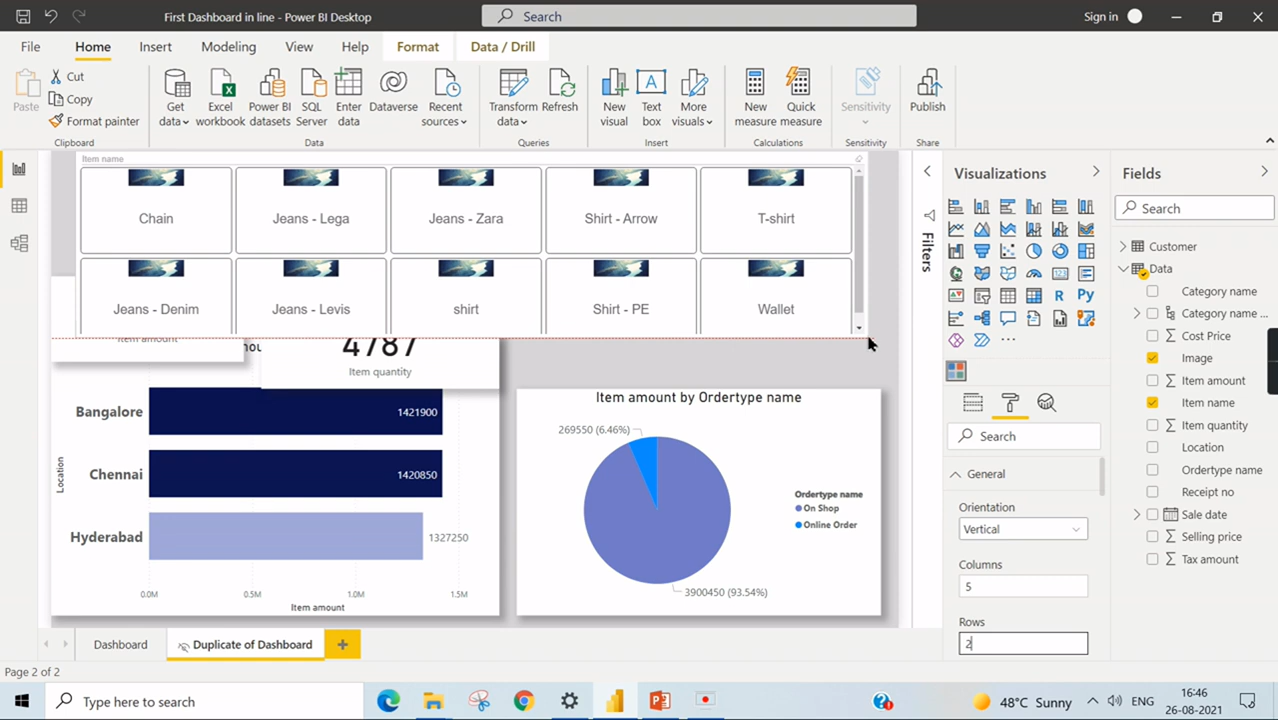 First Dashboard in line - Power BI Desktop
Search
Sign in
File
Home
Insert
Modeling
View
Help
Format
Data / Drill
Paste
Cut
Copy
Format painter
Clipboard
Get data
Excel workbook
Power BI datasets
SQL Server
Enter data
Dataverse
Recent sources
Data
Transform data
Refresh
Queries
New visual
Text box
More visuals
Insert
New measure
Quick measure
Calculations
Sensitivity
Sensitivity
Publish
Share
Item name
Chain
Jeans - Lega
Jeans - Zara
Shirt - Arrow
T-shirt
Jeans - Denim
Jeans - Levis
shirt
Shirt - PE
Wallet
Item amount
4787
Item quantity
Bangalore
1421900
Chennai
1420850
Hyderabad
1327250
Location
0.0M
0.5M
1.0M
1.5M
Item amount
Item amount by Ordertype name
269550 (6.46%)
3900450 (93.54%)
Ordertype name
On Shop
Online Order
Filters
Visualizations
R
Py
123
Search
General
Orientation
Vertical
Columns
5
Rows
2
Fields
Search
Customer
Data
Category name
Category name ...
Cost Price
Image
Item amount
Item name
Item quantity
Location
Ordertype name
Receipt no
Sale date
Selling price
Tax amount
Dashboard
Duplicate of Dashboard
Page 2 of 2
Type here to search
48°C Sunny
ENG
16:46
26-08-2021